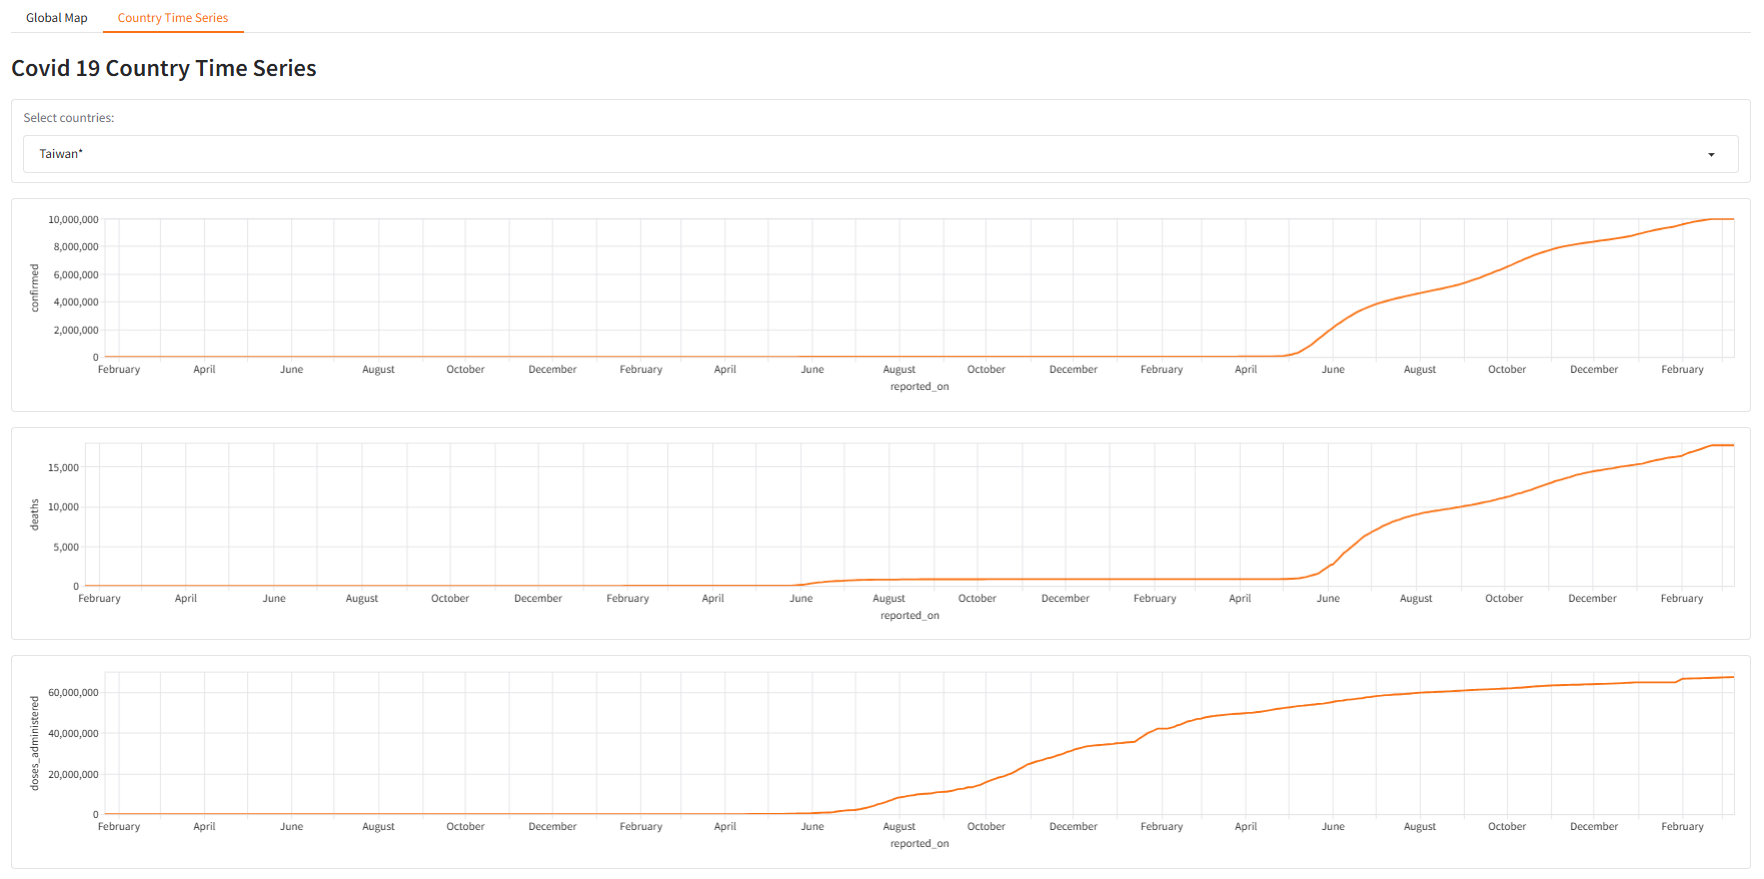 Global Map Country Time Series
Covid 19 Country Time Series
Select countries:
Taiwan*
10,000,000
8,000,000
6,000,000
4,000,000
2,000,000
0
confirmed
February April June August October December February April June August October December February April June August October December February
reported_on
15,000
10,000
5,000
0
deaths
February April June August October December February April June August October December February April June August October December February
reported_on
60,000,000
40,000,000
20,000,000
0
doses_administered
February April June August October December February April June August October December February April June August October December February
reported_on